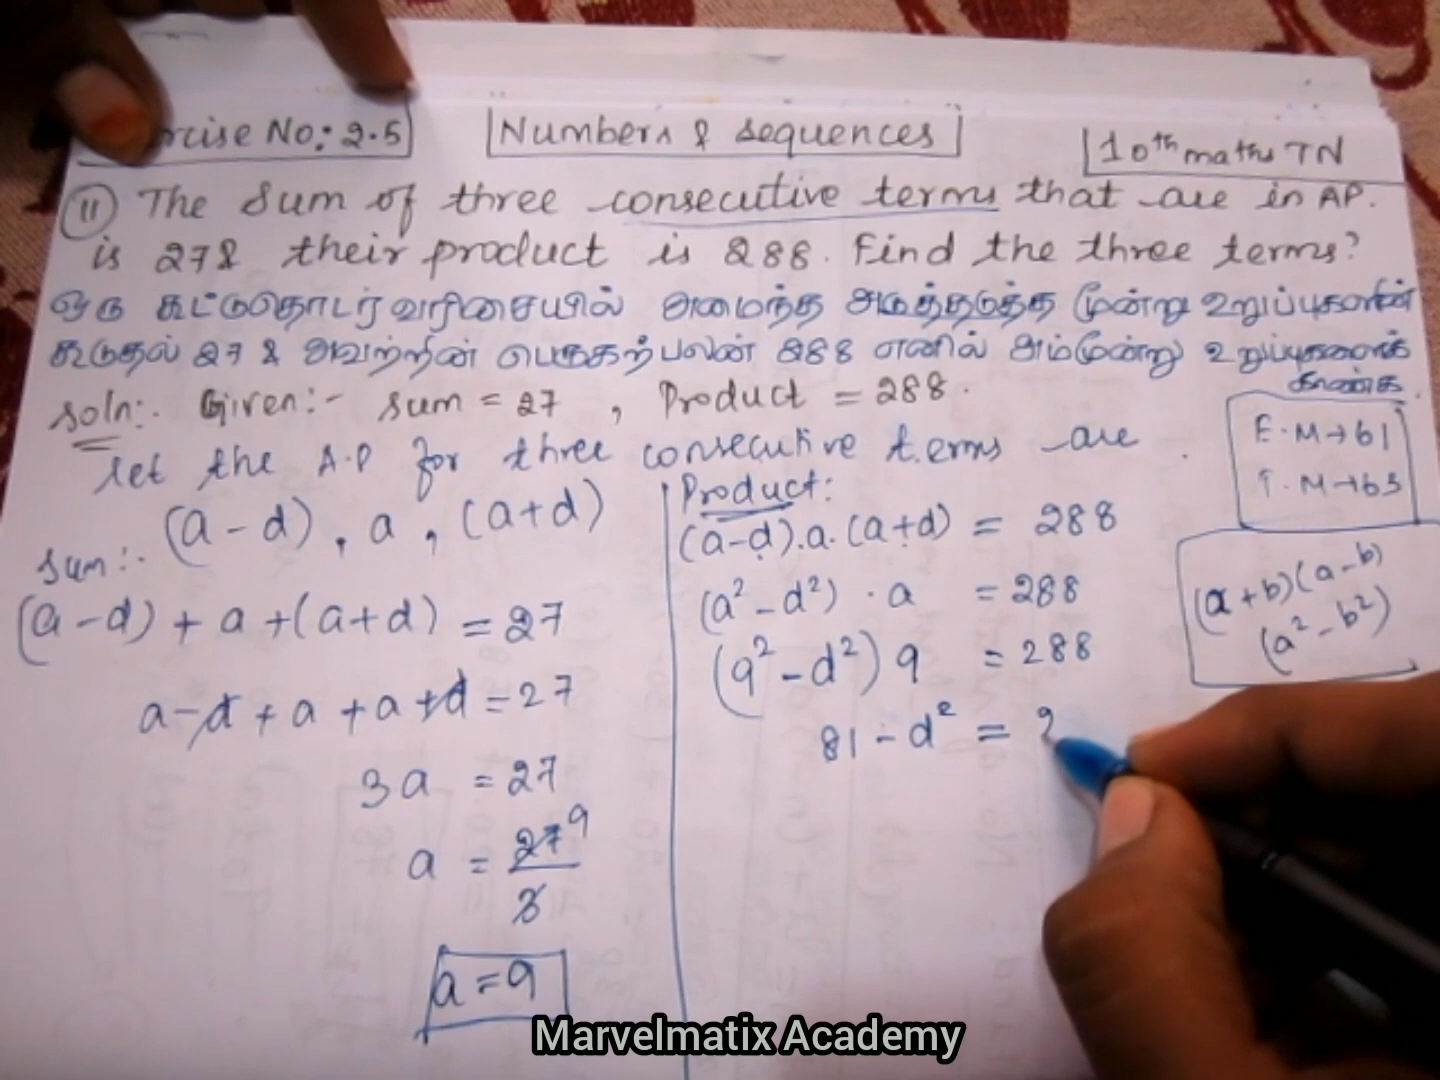 rcise No: 2.5
Numbers & sequences
10th maths TN
11 The sum of three consecutive terms that are in AP.
is 27 & their product is 288. Find the three terms?
ஒரு கூட்டுதொடர்வரிசையில் அமைந்த அடுத்தடுத்த மூன்று உறுப்புகளின்
கூடுதல் 27 & அவற்றின் பெருக்கற்பலன் 288 எனில் அம்மூன்று உறுப்புகளைக்
காண்க.
soln:. Given:- sum = 27 , Product = 288.
let the A.P for three consecutive terms are .
(a-d), a, (a+d)
E.M→61
T.M→63
sum:.
(a-d) + a + (a+d) = 27
a-d + a + a+d = 27
3a = 27
a = 27 9
3
a = 9
Product:
(a-d).a.(a+d) = 288
(a²-d²) . a = 288
(9²-d²) 9 = 288
81 - d² =
(a+b)(a-b)
(a²-b²)
Marvelmatix Academy